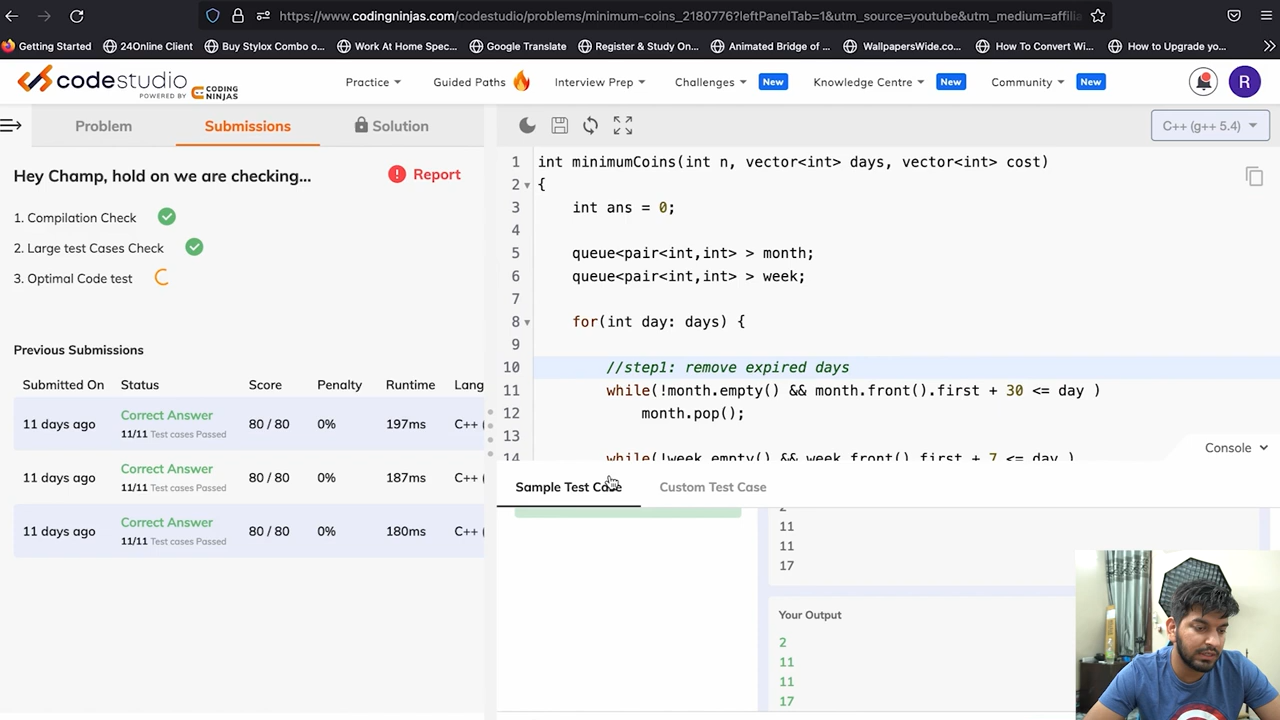 https://www.codingninjas.com/codestudio/problems/minimum-coins_2180776?leftPanelTab=1&utm_source=youtube&utm_medium=affilia
Getting Started
24Online Client
Buy Stylox Combo o...
Work At Home Spec...
Google Translate
Register & Study On...
Animated Bridge of ...
WallpapersWide.co...
How To Convert Wi...
How to Upgrade yo...
codestudio
POWERED BY CODING NINJAS
Practice
Guided Paths
Interview Prep
Challenges
New
Knowledge Centre
New
Community
New
R
Problem
Submissions
Solution
C++ (g++ 5.4)
Hey Champ, hold on we are checking...
Report
1. Compilation Check
2. Large test Cases Check
3. Optimal Code test
Previous Submissions
Submitted On Status Score Penalty Runtime Lang
11 days ago Correct Answer 80 / 80 0% 197ms C++ (
11/11 Test cases Passed
11 days ago Correct Answer 80 / 80 0% 187ms C++ (
11/11 Test cases Passed
11 days ago Correct Answer 80 / 80 0% 180ms C++ (
11/11 Test cases Passed
1 int minimumCoins(int n, vector<int> days, vector<int> cost)
2 {
3 int ans = 0;
4
5 queue<pair<int,int> > month;
6 queue<pair<int,int> > week;
7
8 for(int day: days) {
9
10 //step1: remove expired days
11 while(!month.empty() && month.front().first + 30 <= day )
12 month.pop();
13
14 while(!week.empty() && week.front().first + 7 <= day )
Console
Sample Test Case
Custom Test Case
2
11
11
17
Your Output
2
11
11
17